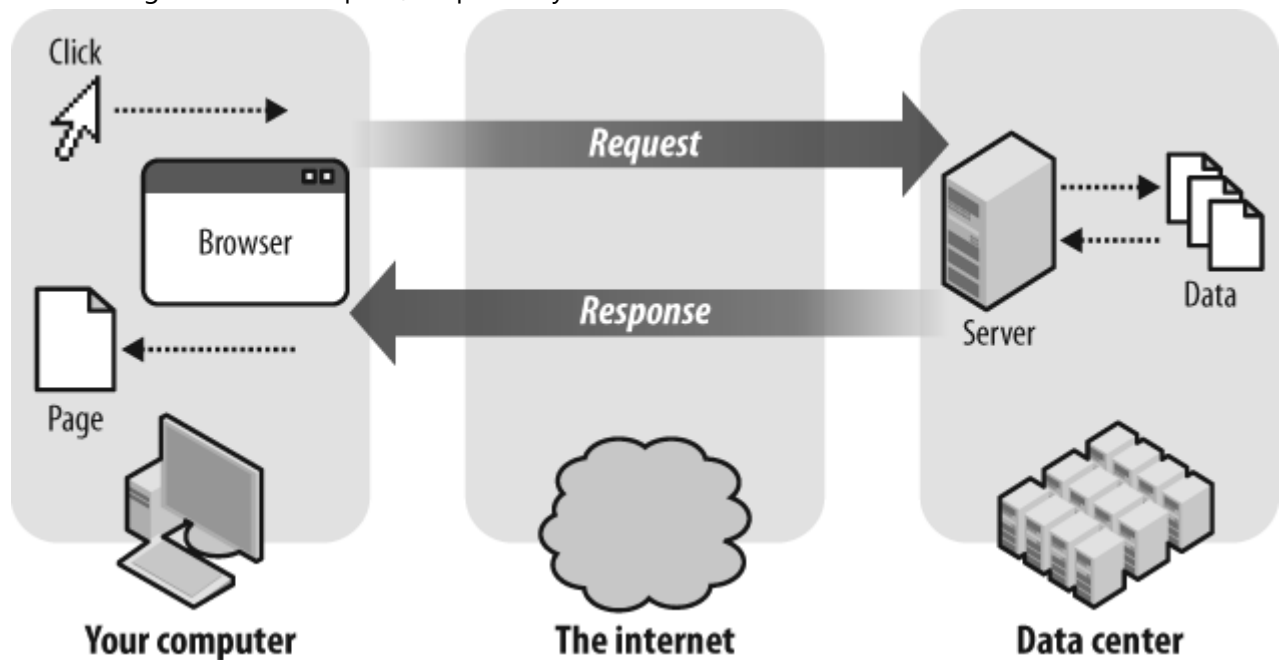 Click
Request
Browser
Response
Data
Server
Page
Your computer
The internet
Data center